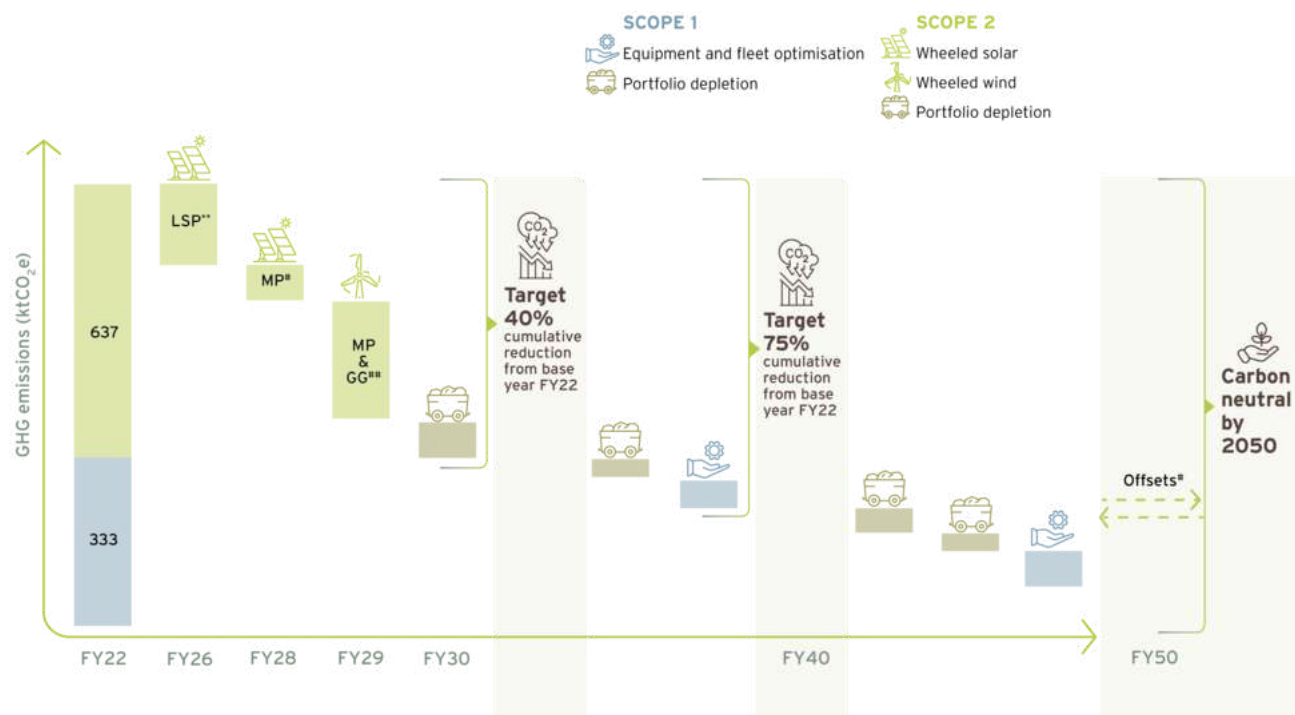 SCOPE 1
Equipment and fleet optimisation
Portfolio depletion
SCOPE 2
Wheeled solar
Wheeled wind
Portfolio depletion
GHG emissions (ktCO₂e)
637
333
LSP**
MP#
MP
&
GG##
CO₂
Target
40%
cumulative
reduction
from base
year FY22
CO₂
Target
75%
cumulative
reduction
from base
year FY22
Offsets#
Carbon
neutral
by
2050
FY22
FY26
FY28
FY29
FY30
FY40
FY50